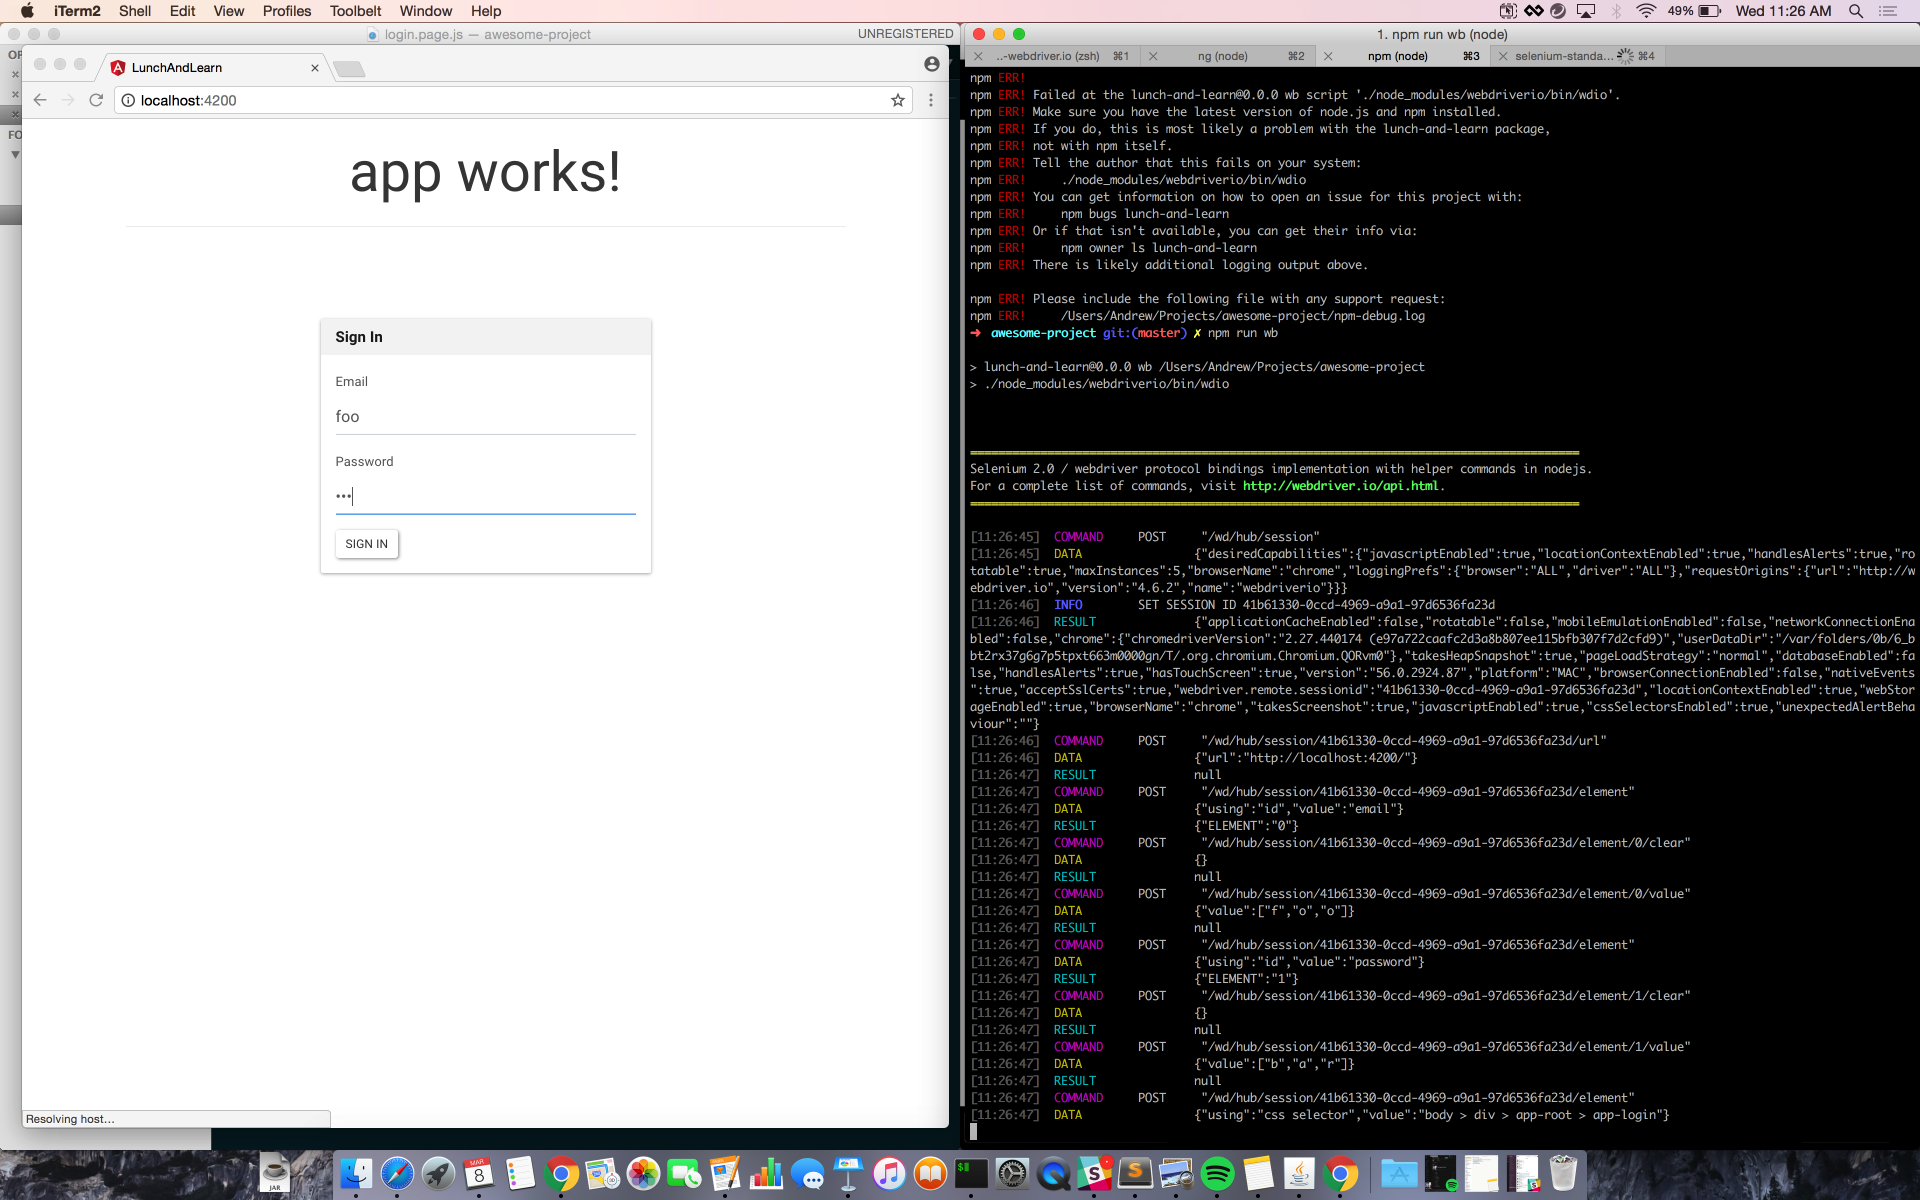 iTerm2 Shell Edit View Profiles Toolbelt Window Help
49% Wed 11:26 AM
login.page.js — awesome-project UNREGISTERED
LunchAndLearn
localhost:4200
app works!
Sign In
Email
foo
Password
•••
SIGN IN
Resolving host...
1. npm run wb (node)
..-webdriver.io (zsh) ⌘1 ng (node) ⌘2 npm (node) ⌘3 selenium-standa... ⌘4
npm ERR!
npm ERR! Failed at the lunch-and-learn@0.0.0 wb script './node_modules/webdriverio/bin/wdio'.
npm ERR! Make sure you have the latest version of node.js and npm installed.
npm ERR! If you do, this is most likely a problem with the lunch-and-learn package,
npm ERR! not with npm itself.
npm ERR! Tell the author that this fails on your system:
npm ERR!     ./node_modules/webdriverio/bin/wdio
npm ERR! You can get information on how to open an issue for this project with:
npm ERR!     npm bugs lunch-and-learn
npm ERR! Or if that isn't available, you can get their info via:
npm ERR!     npm owner ls lunch-and-learn
npm ERR! There is likely additional logging output above.
npm ERR! Please include the following file with any support request:
npm ERR!     /Users/Andrew/Projects/awesome-project/npm-debug.log
➜ awesome-project git:(master) ✗ npm run wb
> lunch-and-learn@0.0.0 wb /Users/Andrew/Projects/awesome-project
> ./node_modules/webdriverio/bin/wdio
Selenium 2.0 / webdriver protocol bindings implementation with helper commands in nodejs.
For a complete list of commands, visit http://webdriver.io/api.html.
[11:26:45] COMMAND POST "/wd/hub/session"
[11:26:45] DATA {"desiredCapabilities":{"javascriptEnabled":true,"locationContextEnabled":true,"handlesAlerts":true,"ro
tatable":true,"maxInstances":5,"browserName":"chrome","loggingPrefs":{"browser":"ALL","driver":"ALL"},"requestOrigins":{"url":"http://w
ebdriver.io","version":"4.6.2","name":"webdriverio"}}}
[11:26:46] INFO SET SESSION ID 41b61330-0ccd-4969-a9a1-97d6536fa23d
[11:26:46] RESULT {"applicationCacheEnabled":false,"rotatable":false,"mobileEmulationEnabled":false,"networkConnectionEna
bled":false,"chrome":{"chromedriverVersion":"2.27.440174 (e97a722caafc2d3a8b807ee115bfb307f7d2cfd9)","userDataDir":"/var/folders/0b/6_b
bt2rx37g6g7p5tpxt663m0000gn/T/.org.chromium.Chromium.QORvm0"},"takesHeapSnapshot":true,"pageLoadStrategy":"normal","databaseEnabled":fa
lse,"handlesAlerts":true,"hasTouchScreen":true,"version":"56.0.2924.87","platform":"MAC","browserConnectionEnabled":false,"nativeEvents
":true,"acceptSslCerts":true,"webdriver.remote.sessionid":"41b61330-0ccd-4969-a9a1-97d6536fa23d","locationContextEnabled":true,"webStor
ageEnabled":true,"browserName":"chrome","takesScreenshot":true,"javascriptEnabled":true,"cssSelectorsEnabled":true,"unexpectedAlertBeha
viour":""}
[11:26:46] COMMAND POST "/wd/hub/session/41b61330-0ccd-4969-a9a1-97d6536fa23d/url"
[11:26:46] DATA {"url":"http://localhost:4200/"}
[11:26:47] RESULT null
[11:26:47] COMMAND POST "/wd/hub/session/41b61330-0ccd-4969-a9a1-97d6536fa23d/element"
[11:26:47] DATA {"using":"id","value":"email"}
[11:26:47] RESULT {"ELEMENT":"0"}
[11:26:47] COMMAND POST "/wd/hub/session/41b61330-0ccd-4969-a9a1-97d6536fa23d/element/0/clear"
[11:26:47] DATA {}
[11:26:47] RESULT null
[11:26:47] COMMAND POST "/wd/hub/session/41b61330-0ccd-4969-a9a1-97d6536fa23d/element/0/value"
[11:26:47] DATA {"value":["f","o","o"]}
[11:26:47] RESULT null
[11:26:47] COMMAND POST "/wd/hub/session/41b61330-0ccd-4969-a9a1-97d6536fa23d/element"
[11:26:47] DATA {"using":"id","value":"password"}
[11:26:47] RESULT {"ELEMENT":"1"}
[11:26:47] COMMAND POST "/wd/hub/session/41b61330-0ccd-4969-a9a1-97d6536fa23d/element/1/clear"
[11:26:47] DATA {}
[11:26:47] RESULT null
[11:26:47] COMMAND POST "/wd/hub/session/41b61330-0ccd-4969-a9a1-97d6536fa23d/element/1/value"
[11:26:47] DATA {"value":["b","a","r"]}
[11:26:47] RESULT null
[11:26:47] COMMAND POST "/wd/hub/session/41b61330-0ccd-4969-a9a1-97d6536fa23d/element"
[11:26:47] DATA {"using":"css selector","value":"body > div > app-root > app-login"}
JAR
MAR
8